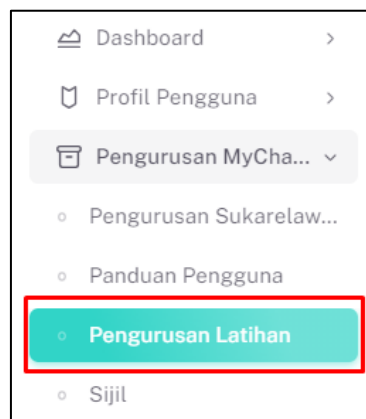 Dashboard
Profil Pengguna
Pengurusan MyCha...
Pengurusan Sukarelaw...
Panduan Pengguna
Pengurusan Latihan
Sijil